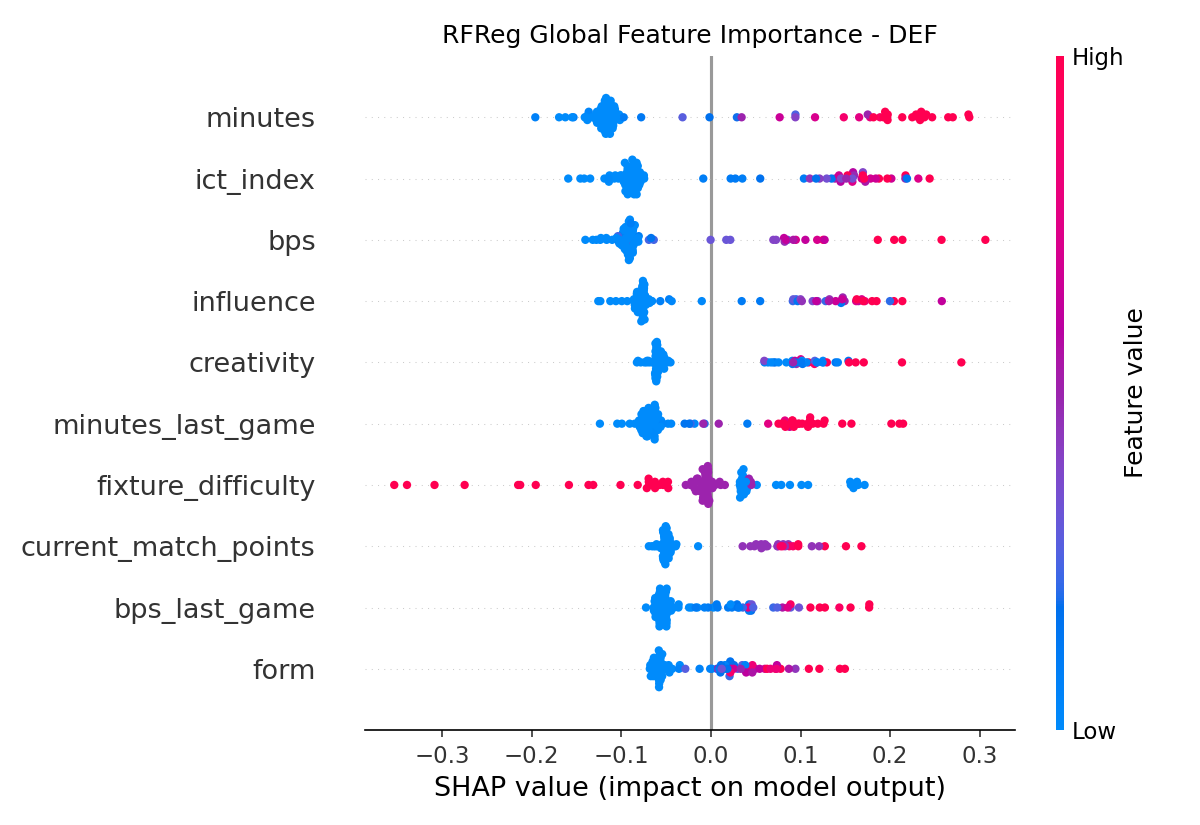 RFReg Global Feature Importance - DEF
High
minutes
ict_index
bps
influence
creativity
minutes_last_game
fixture_difficulty
current_match_points
bps_last_game
form
Feature value
Low
−0.3 −0.2 −0.1 0.0 0.1 0.2 0.3
SHAP value (impact on model output)